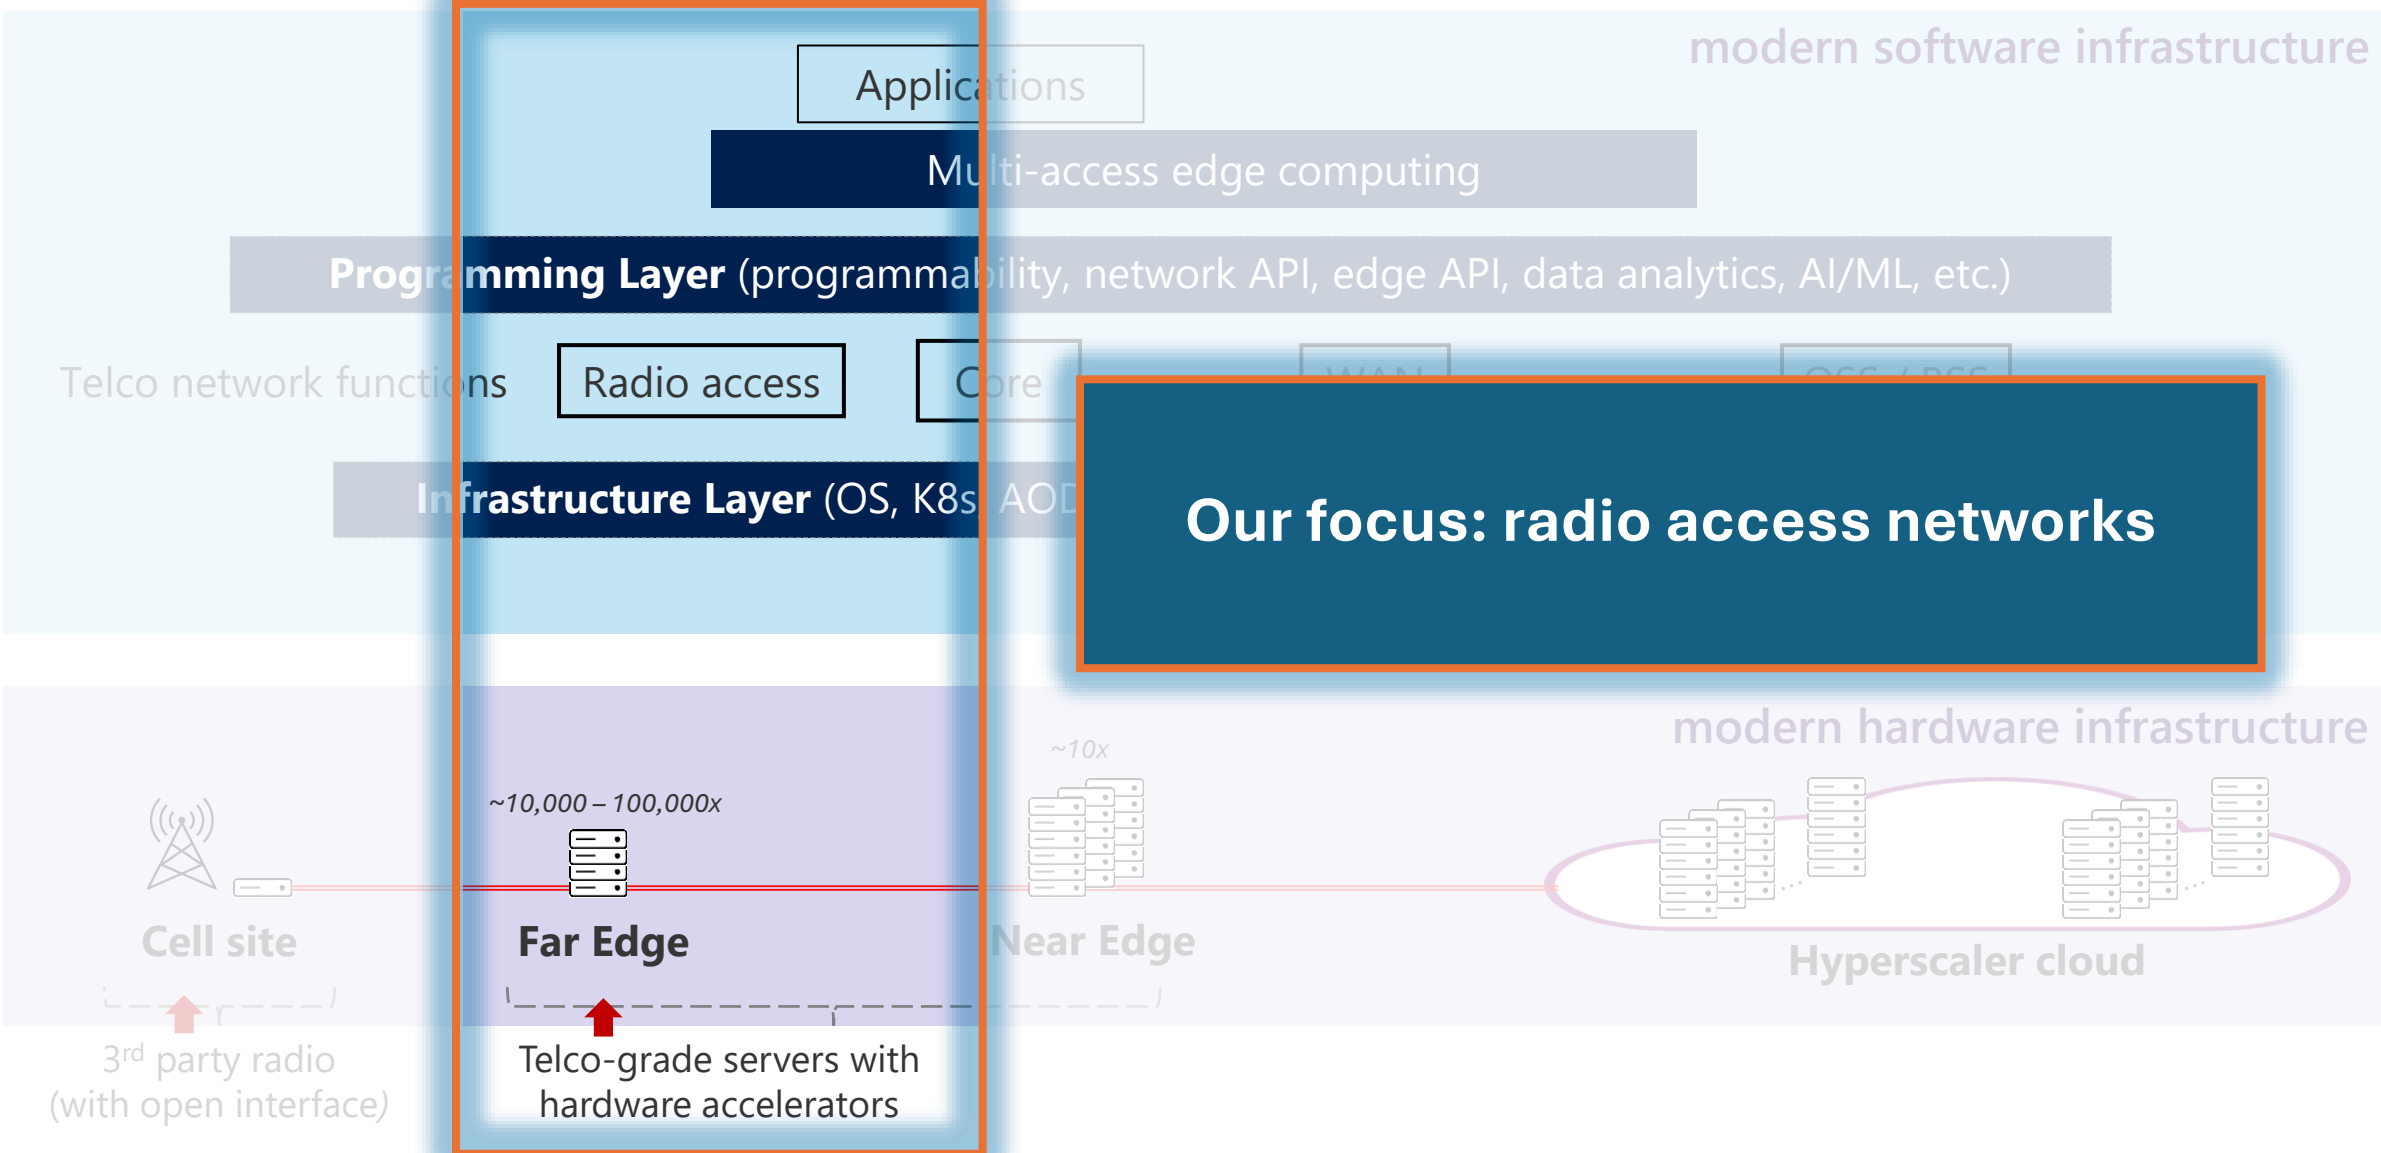 modern software infrastructure
Applications
Multi-access edge computing
Programming Layer (programmability, network API, edge API, data analytics, AI/ML, etc.)
Telco network functions
Radio access
Core
WAN
OSS / BSS
Infrastructure Layer (OS, K8s, AOD
Our focus: radio access networks
modern hardware infrastructure
~10x
~10,000 – 100,000x
Cell site
Far Edge
Near Edge
Hyperscaler cloud
3rd party radio
(with open interface)
Telco-grade servers with
hardware accelerators